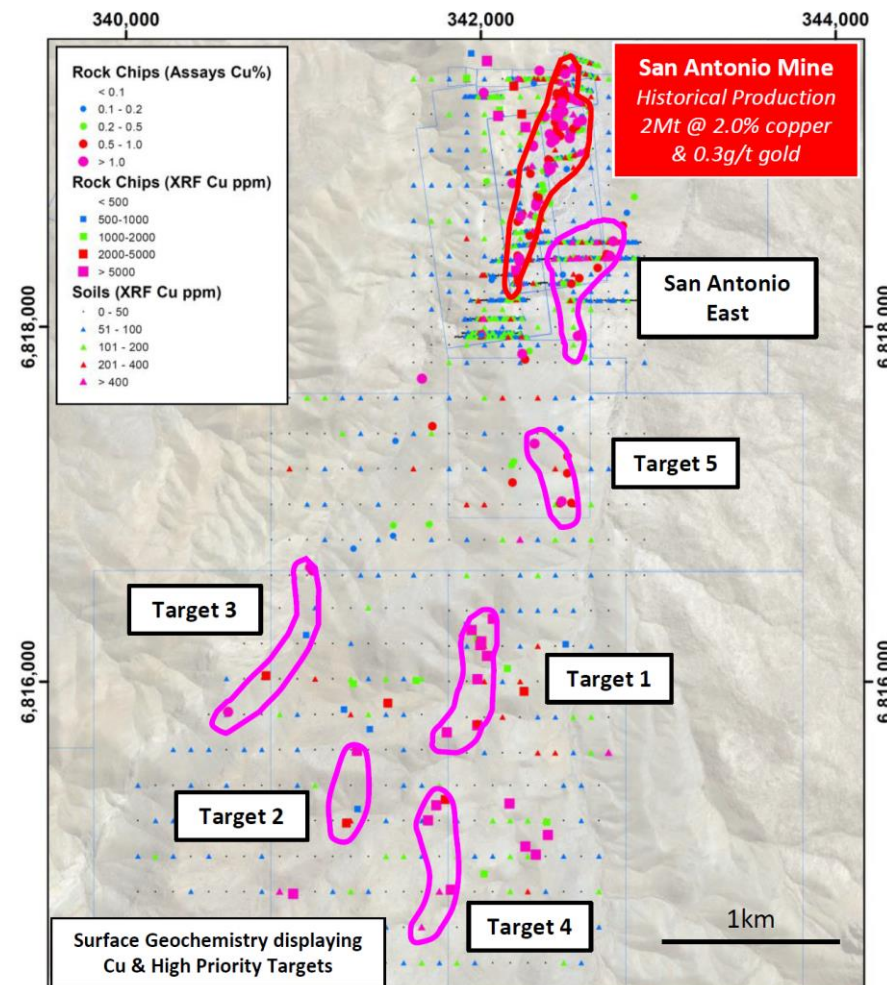 340,000
342,000
344,000
Rock Chips (Assays Cu%)
< 0.1
0.1 - 0.2
0.2 - 0.5
0.5 - 1.0
> 1.0
Rock Chips (XRF Cu ppm)
< 500
500-1000
1000-2000
2000-5000
> 5000
Soils (XRF Cu ppm)
0 - 50
51 - 100
101 - 200
201 - 400
> 400
San Antonio Mine
Historical Production
2Mt @ 2.0% copper
& 0.3g/t gold
San Antonio
East
6,818,000
6,818,000
Target 5
Target 3
Target 1
6,816,000
6,816,000
Target 2
Target 4
1km
Surface Geochemistry displaying
Cu & High Priority Targets